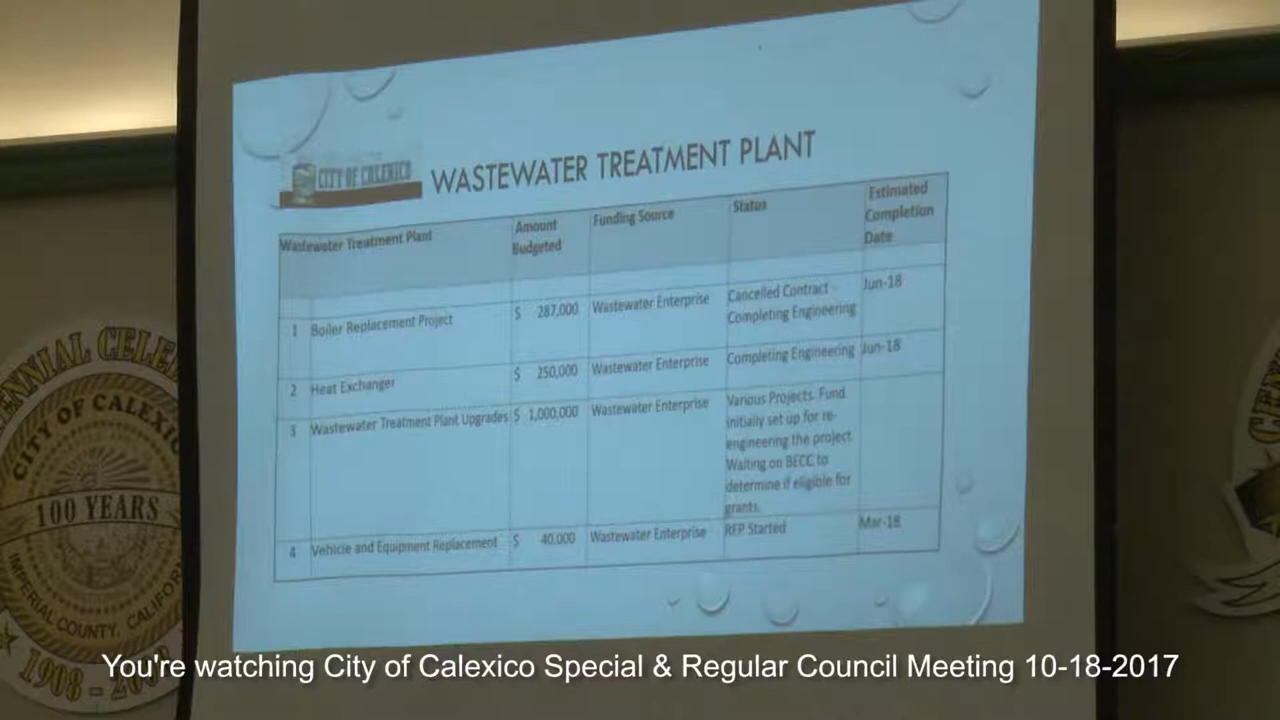 CITY OF CALEXICO
WASTEWATER TREATMENT PLANT
Wastewater Treatment Plant
Amount
Budgeted
Funding Source
Status
Estimated
Completion
Date
1 Boiler Replacement Project $ 287,000 Wastewater Enterprise Cancelled Contract - Jun-18
Completing Engineering
2 Heat Exchanger $ 250,000 Wastewater Enterprise Completing Engineering Jun-18
3 Wastewater Treatment Plant Upgrades $ 1,000,000 Wastewater Enterprise Various Projects. Fund
initially set up for re-
engineering the project
Waiting on BECC to
determine if eligible for
grants.
4 Vehicle and Equipment Replacement $ 40,000 Wastewater Enterprise RFP Started Mar-18
CITY OF CALEXICO
100 YEARS
IMPERIAL COUNTY, CALIFOR
1908 -
You're watching City of Calexico Special & Regular Council Meeting 10-18-2017